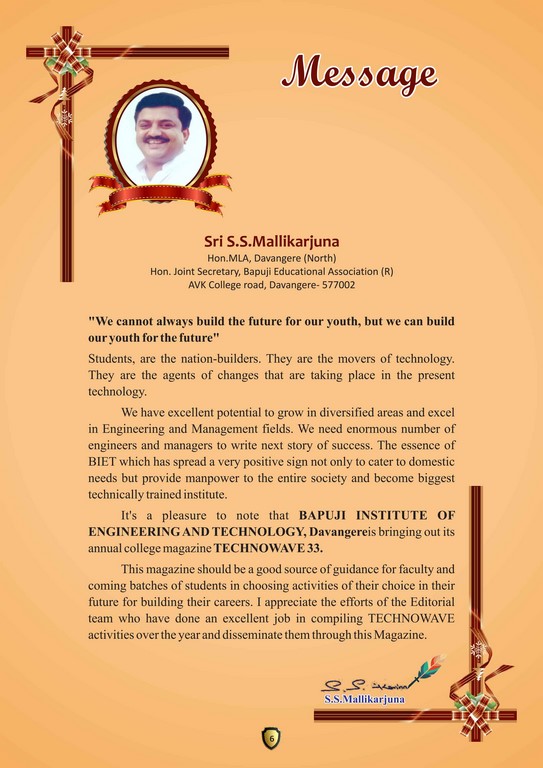 Message
Sri S.S.Mallikarjuna
Hon.MLA, Davangere (North)
Hon. Joint Secretary, Bapuji Educational Association (R)
AVK College road, Davangere- 577002
"We cannot always build the future for our youth, but we can build
our youth for the future"
Students, are the nation-builders. They are the movers of technology.
They are the agents of changes that are taking place in the present
technology.
We have excellent potential to grow in diversified areas and excel
in Engineering and Management fields. We need enormous number of
engineers and managers to write next story of success. The essence of
BIET which has spread a very positive sign not only to cater to domestic
needs but provide manpower to the entire society and become biggest
technically trained institute.
It's a pleasure to note that BAPUJI INSTITUTE OF
ENGINEERING AND TECHNOLOGY, Davangereis bringing out its
annual college magazine TECHNOWAVE 33.
This magazine should be a good source of guidance for faculty and
coming batches of students in choosing activities of their choice in their
future for building their careers. I appreciate the efforts of the Editorial
team who have done an excellent job in compiling TECHNOWAVE
activities over the year and disseminate them through this Magazine.
S.S.Mallikarjuna
6